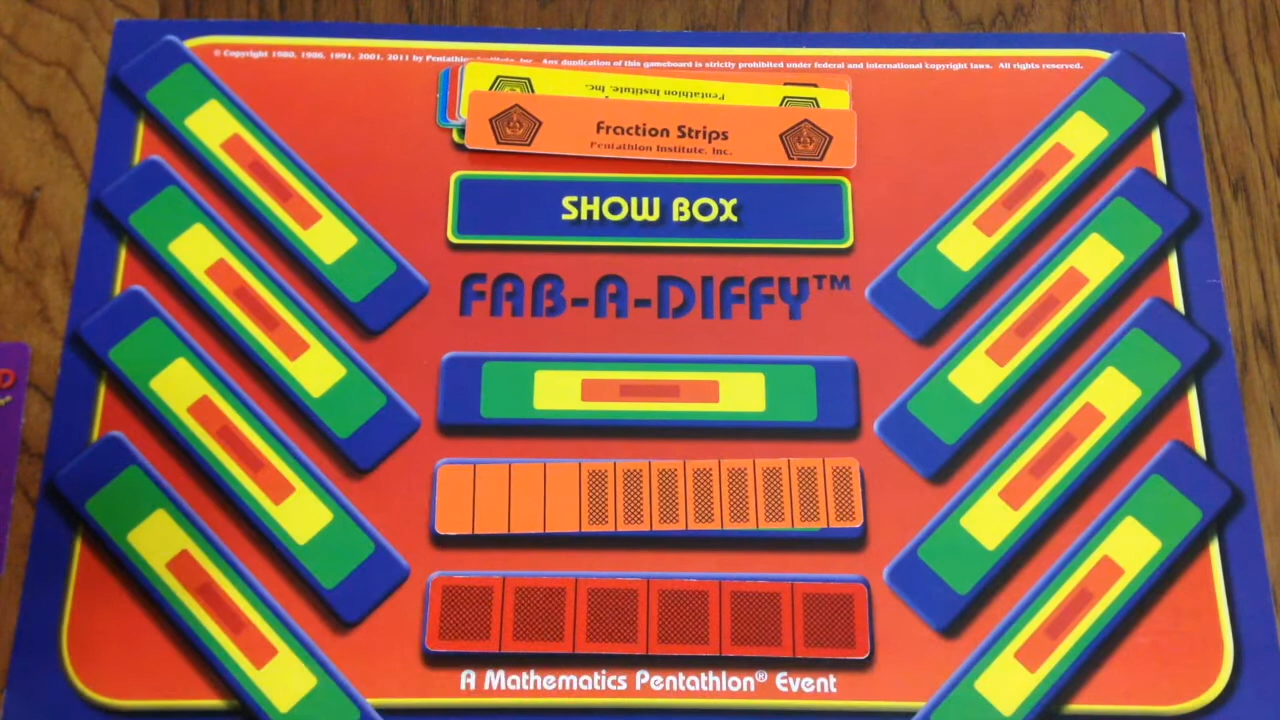 © Copyright 1980, 1986, 1991, 2001, 2011 by Pentathlon Institute, Inc. Any duplication of this gameboard is strictly prohibited under federal and international copyright laws. All rights reserved.
Pentathlon Institute, Inc.
Fraction Strips
Pentathlon Institute, Inc.
SHOW BOX
FAB-A-DIFFY™
A Mathematics Pentathlon® Event